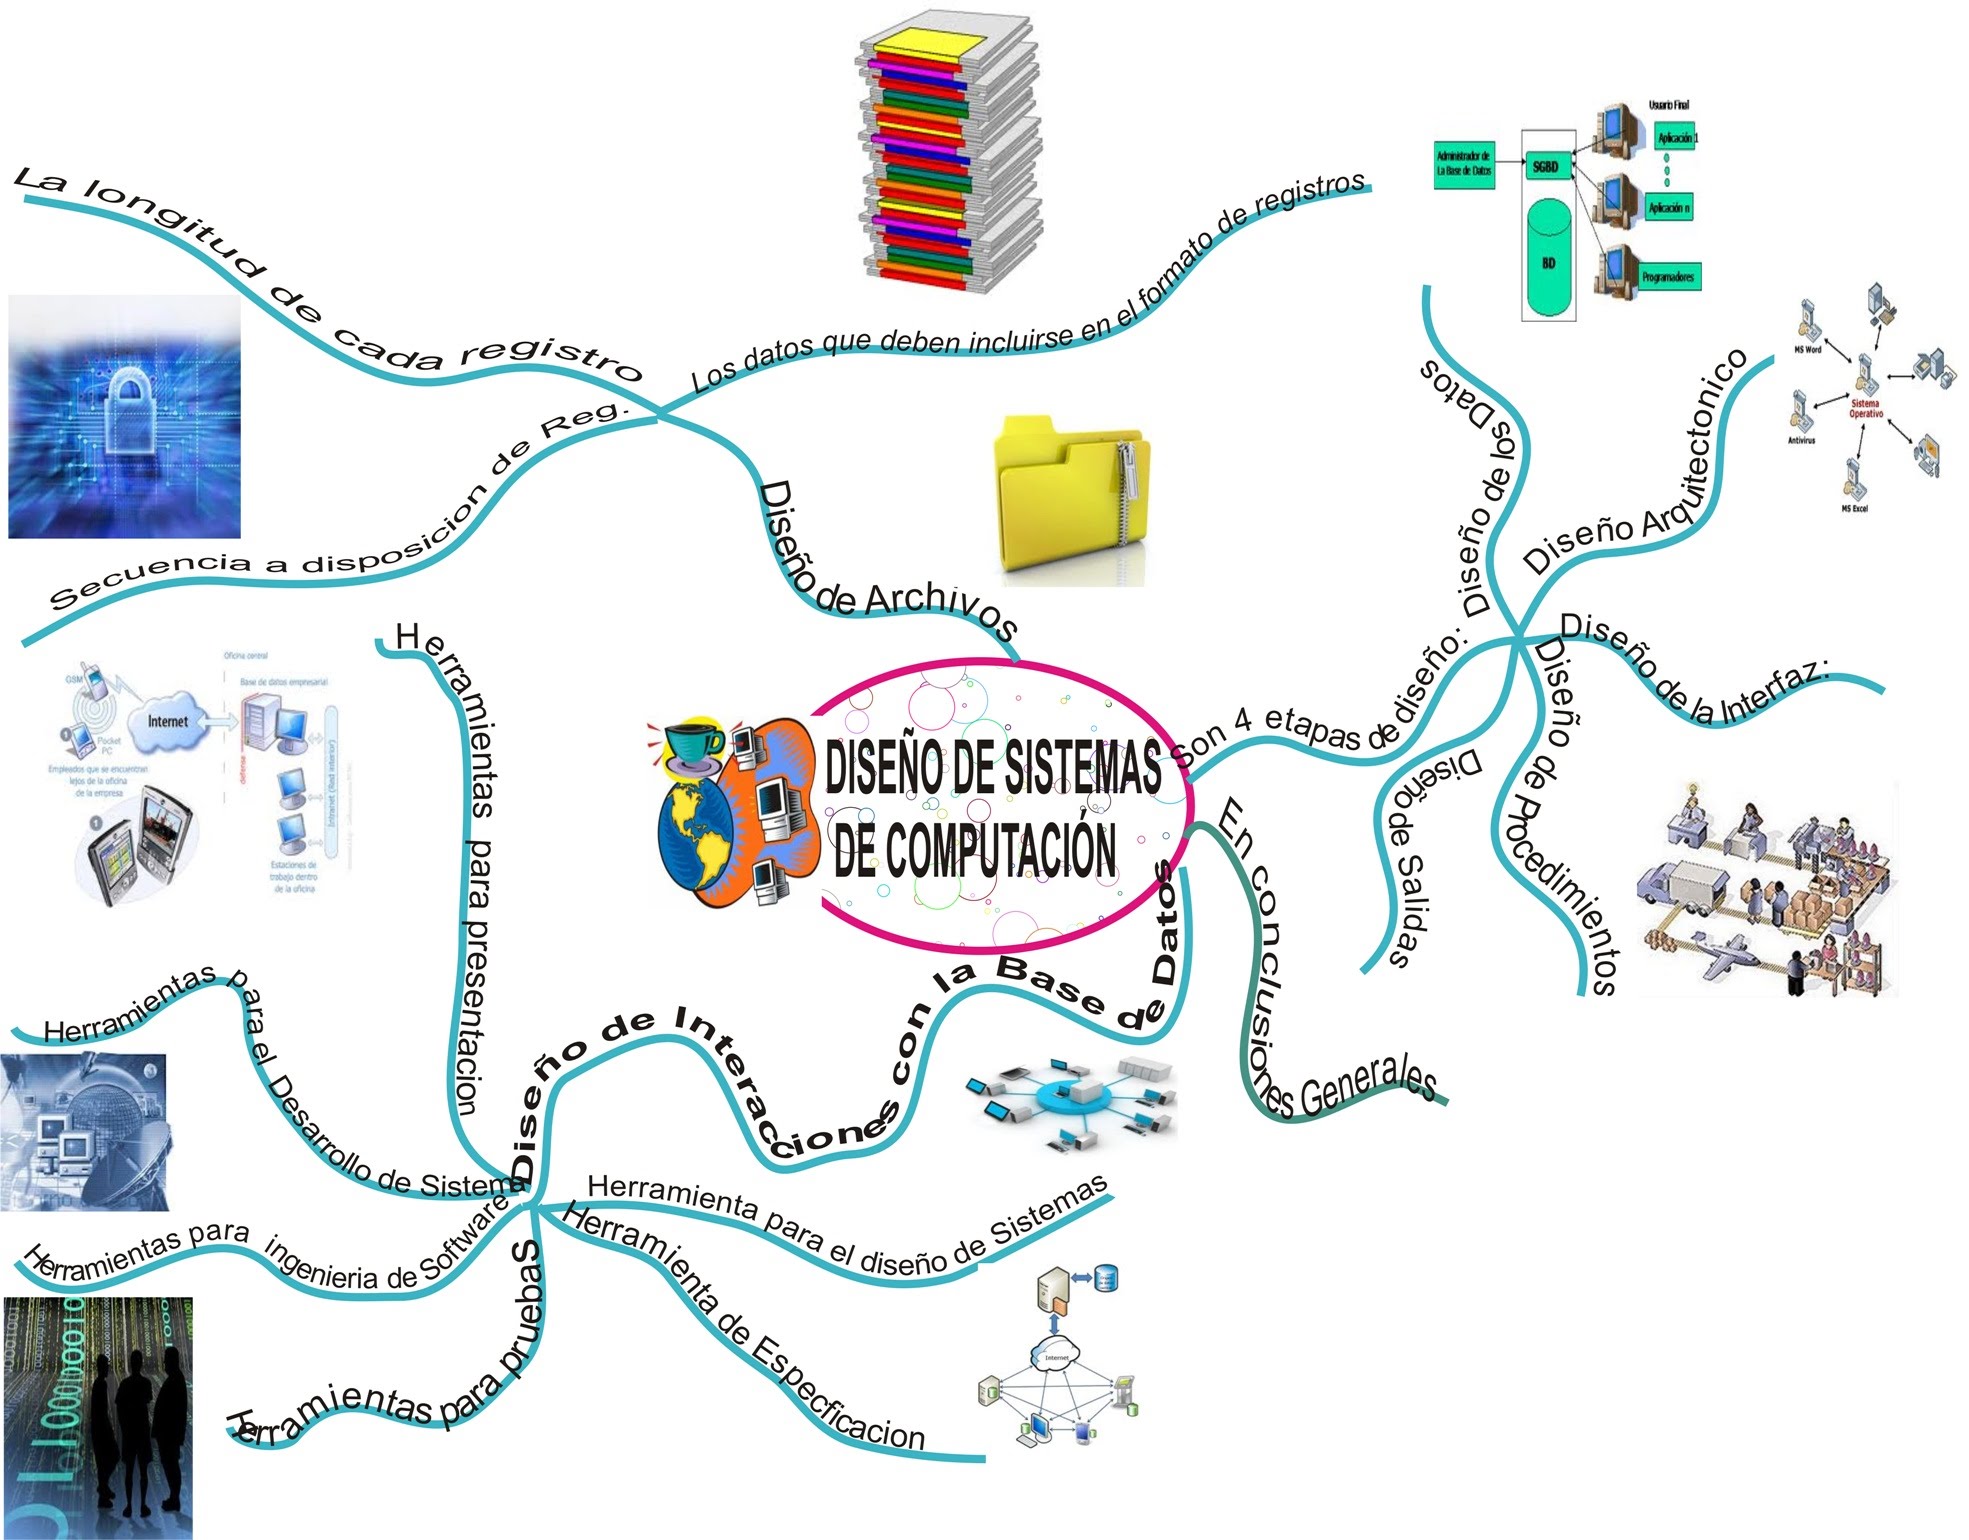 DISEÑO DE SISTEMAS
DE COMPUTACIÓN
Diseño de Archivos
La longitud de cada registro
Secuencia a disposicion de Reg.
Los datos que deben incluirse en el formato de registros
Son 4 etapas de diseño:
Diseño de los Datos
Diseño Arquitectonico
Diseño de la Interfaz:
Diseño de Procedimientos
Diseño de Salidas
En conclusiones Generales
Diseño de Interacciones con la Base de Datos
Herramientas para presentacion
Herramientas para el Desarrollo de Sistema
Herramientas para ingenieria de Software
Herramientas para pruebas
Herramienta de Especficacion
Herramienta para el diseño de Sistemas
Usuario Final
Administrador de
La Base de Datos
SGBD
BD
Aplicación 1
Aplicación n
Programadores
MS Word
Sistema
Operativo
Antivirus
MS Excel
Oficina central
Base de datos empresarial
GSM
Internet
Pocket
PC
Empleados que se encuentran
lejos de la oficina
de la empresa
defense
Intranet (Red interior)
Estaciones de
trabajo dentro
de la oficina
Internet